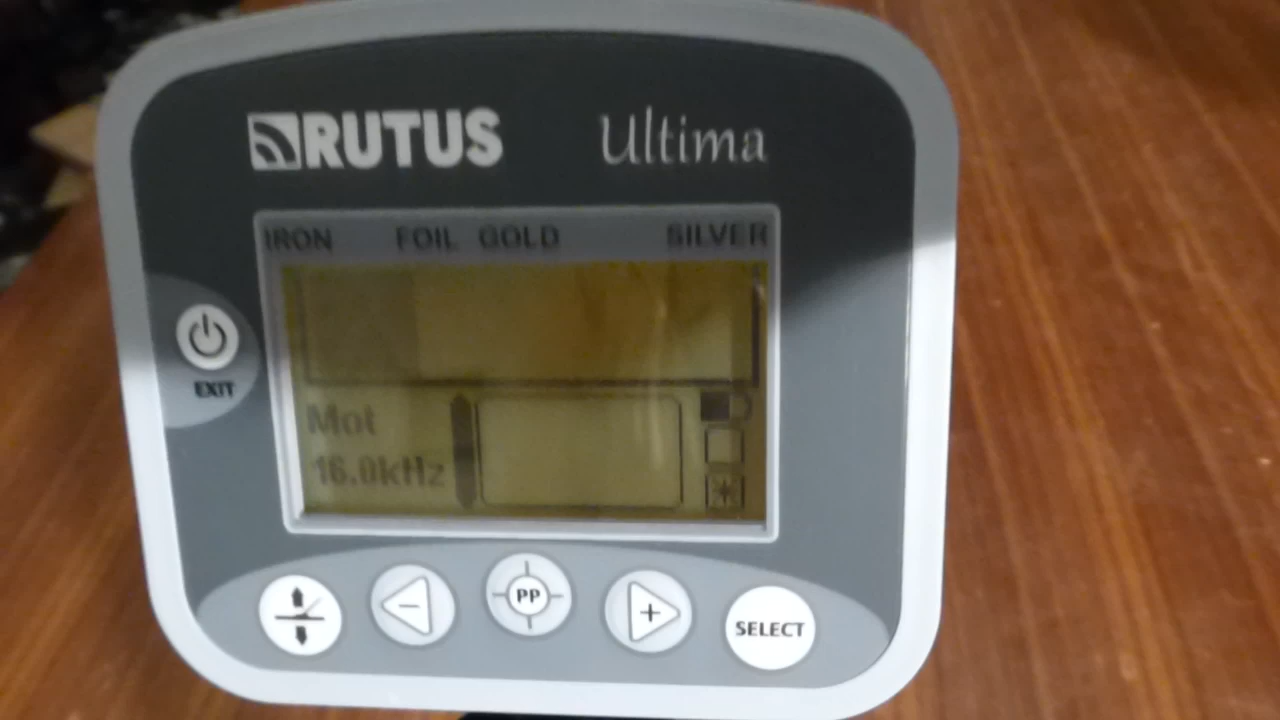 RUTUS Ultima
IRON FOIL GOLD SILVER
EXIT
Mot
16.0kHz
- PP + SELECT